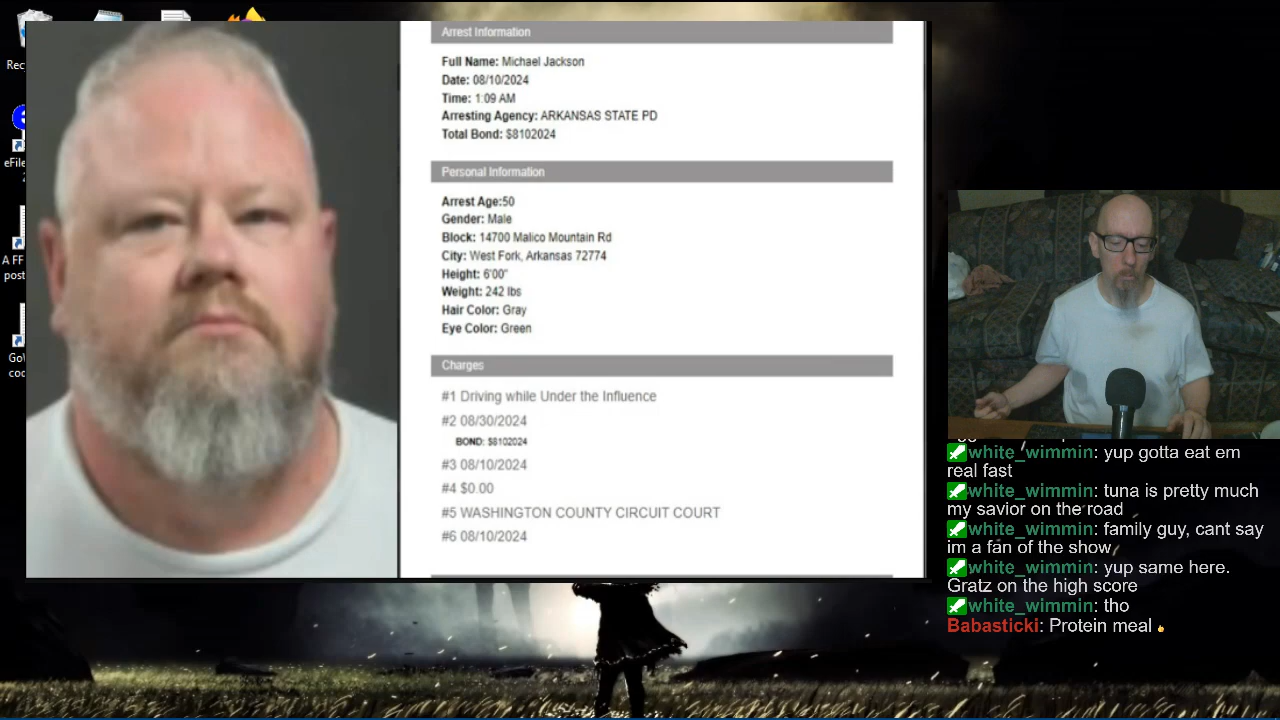 Arrest Information
Full Name: Michael Jackson
Date: 08/10/2024
Time: 1:09 AM
Arresting Agency: ARKANSAS STATE PD
Total Bond: $8102024
Personal Information
Arrest Age:50
Gender: Male
Block: 14700 Malico Mountain Rd
City: West Fork, Arkansas 72774
Height: 6'00"
Weight: 242 lbs
Hair Color: Gray
Eye Color: Green
Charges
#1 Driving while Under the Influence
#2 08/30/2024
BOND: $8102024
#3 08/10/2024
#4 $0.00
#5 WASHINGTON COUNTY CIRCUIT COURT
#6 08/10/2024
Rec
eFile
A FF
post
GoW
coc
white_wimmin: yup gotta eat em
real fast
white_wimmin: tuna is pretty much
my savior on the road
white_wimmin: family guy, cant say
im a fan of the show
white_wimmin: yup same here.
Gratz on the high score
white_wimmin: tho
Babasticki: Protein meal